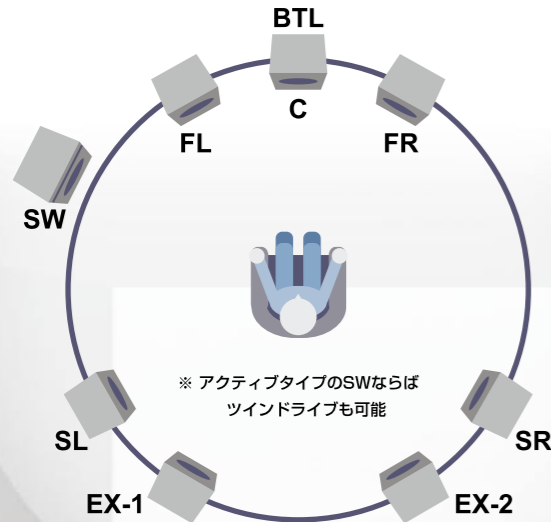 BTL
C
FL
FR
SW
※ アクティブタイプのSWならば
ツインドライブも可能
SL
SR
EX-1
EX-2